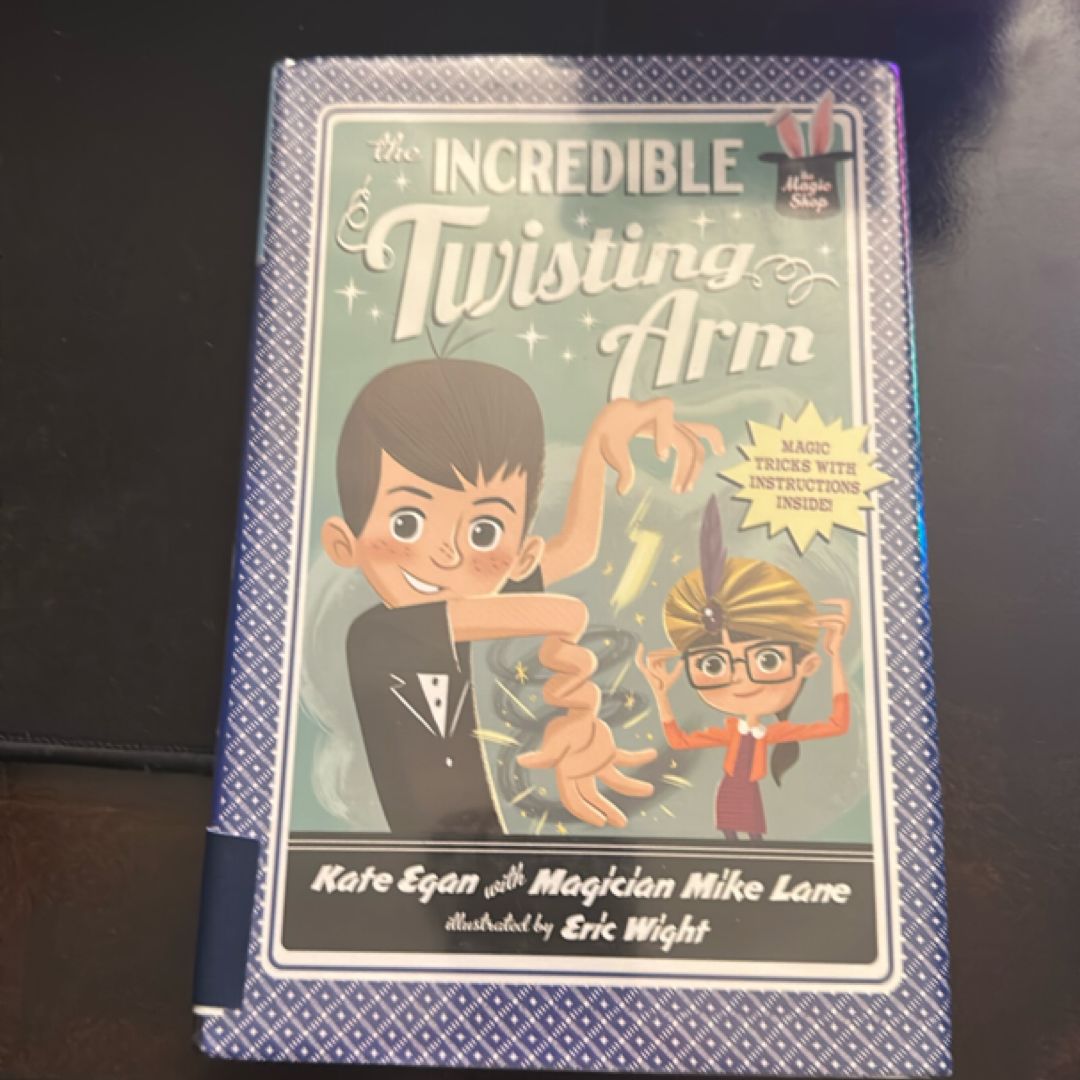 the INCREDIBLE
Twisting
Arm
The
Magic
Shop
MAGIC
TRICKS WITH
INSTRUCTIONS
INSIDE!
Kate Egan with Magician Mike Lane
illustrated by Eric Wight